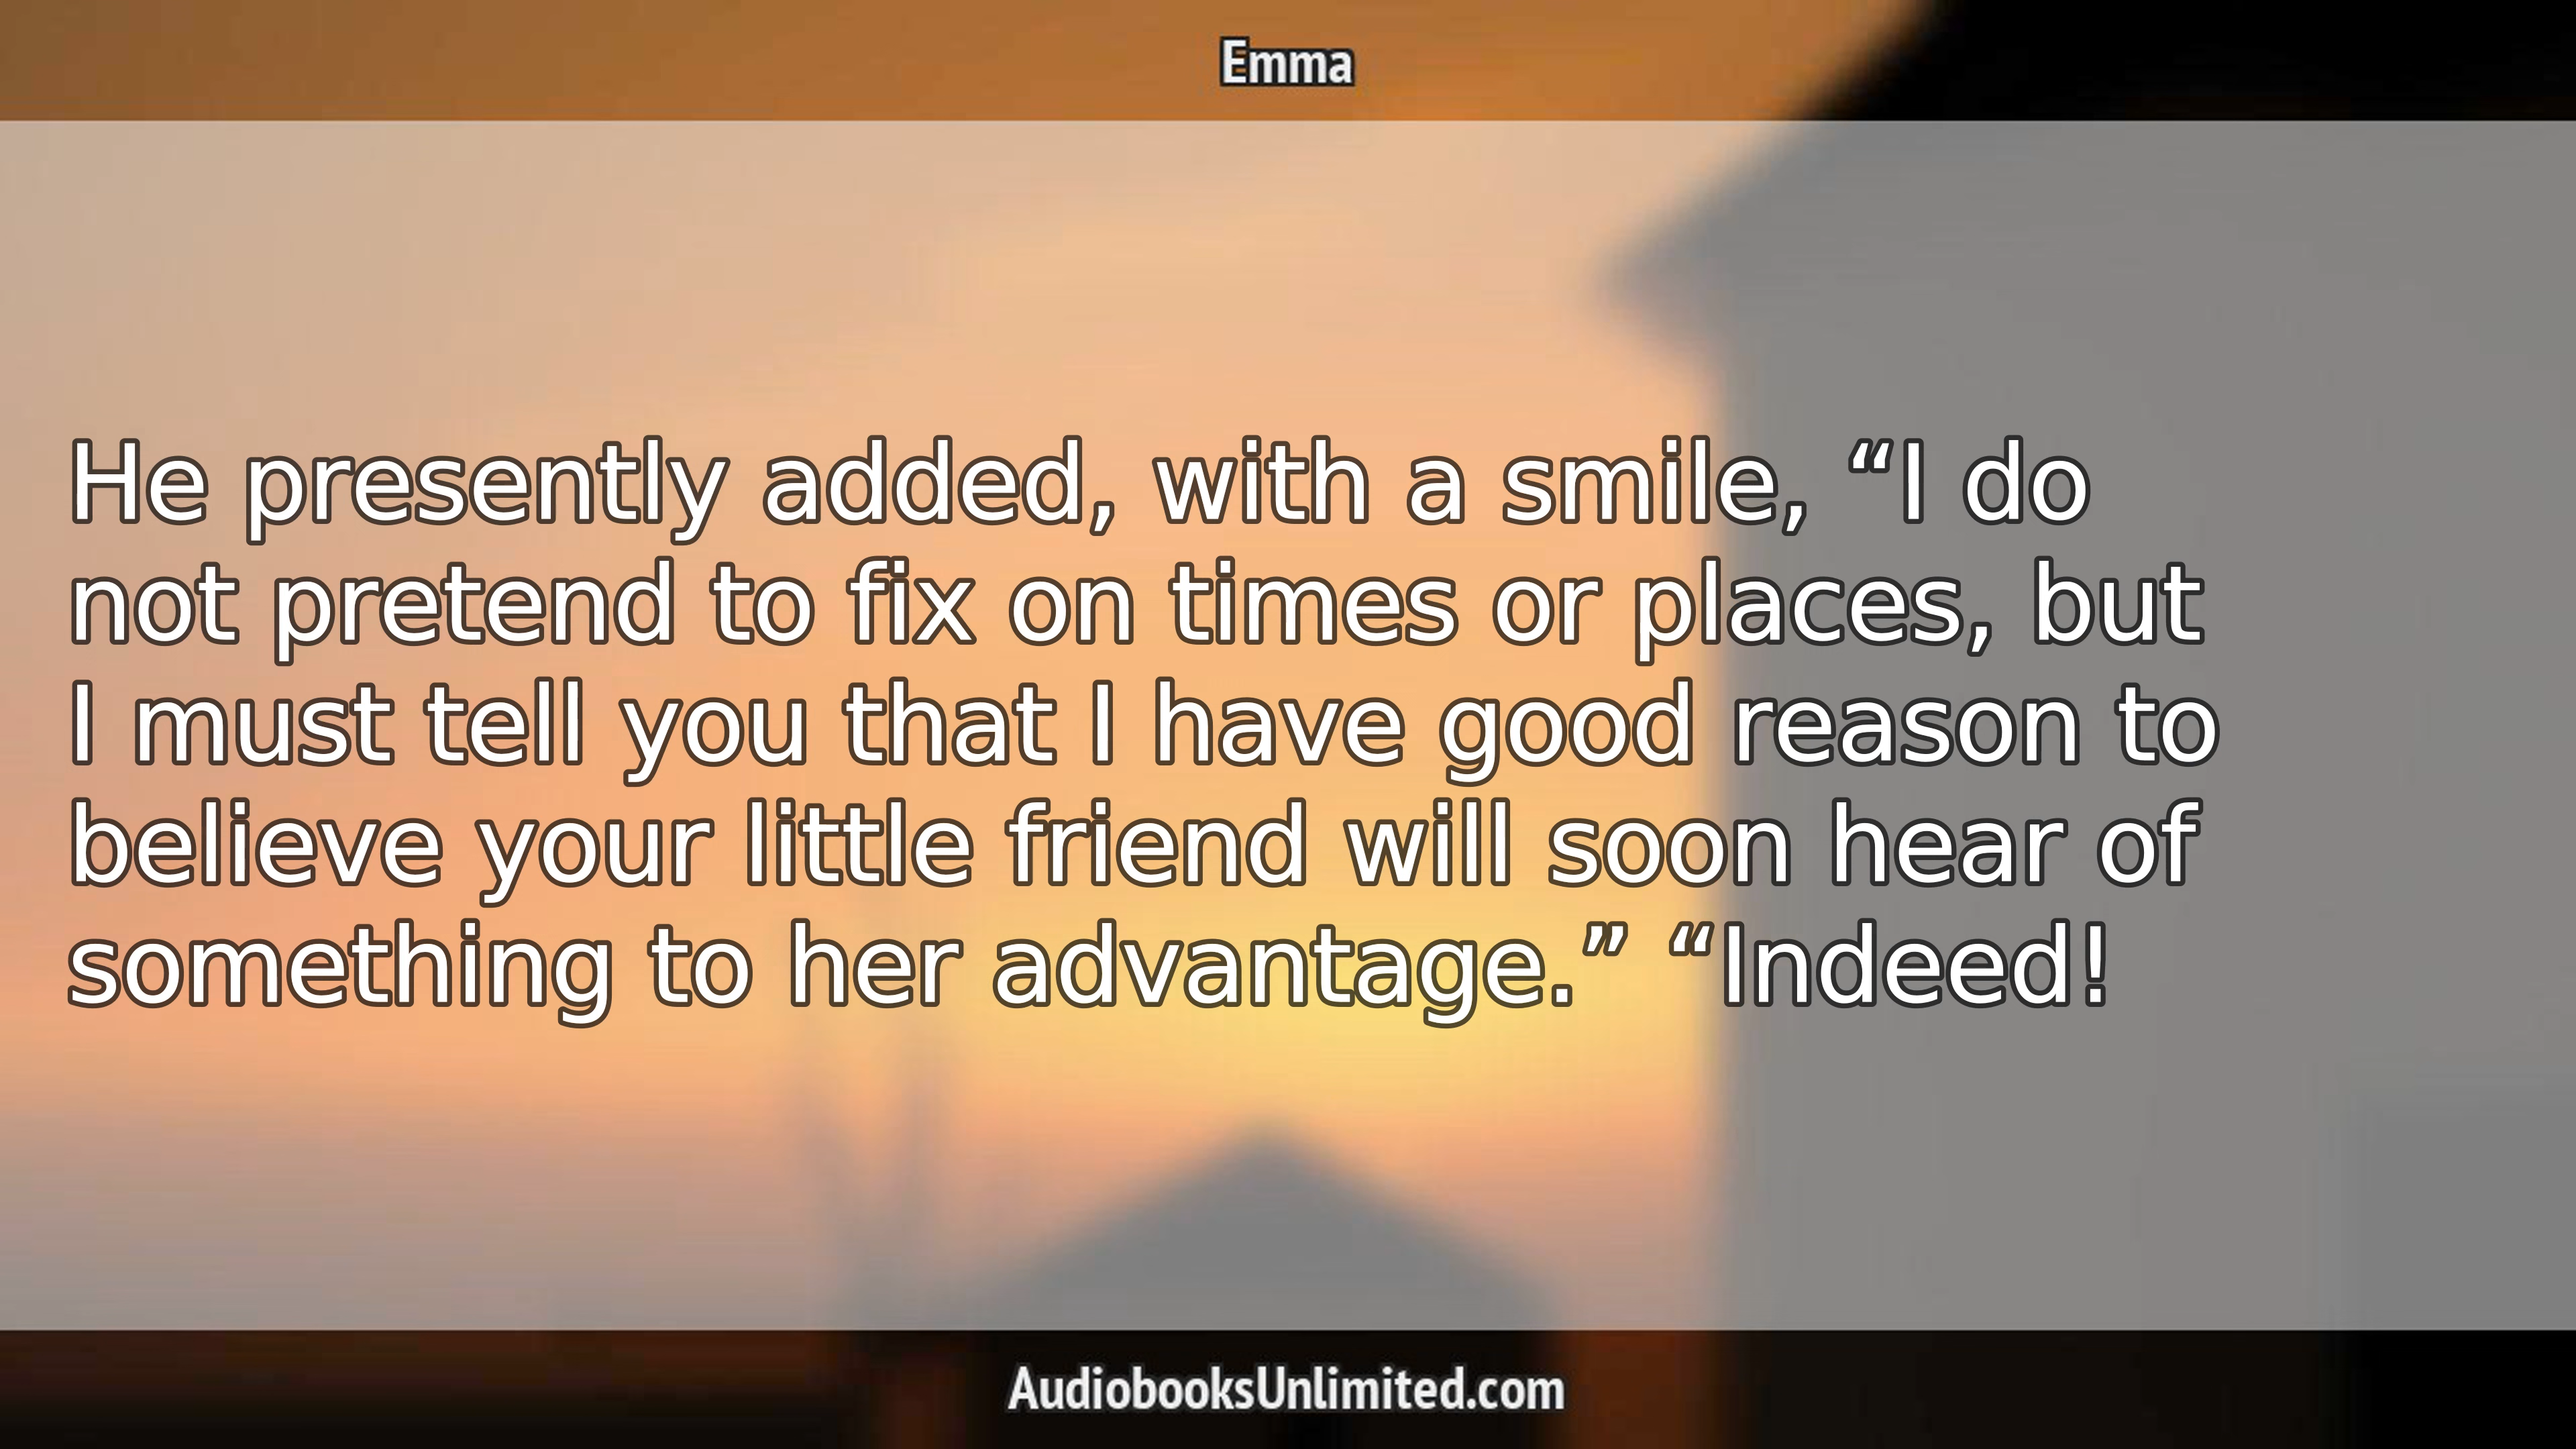 Emma
He presently added, with a smile, “I do
not pretend to fix on times or places, but
I must tell you that I have good reason to
believe your little friend will soon hear of
something to her advantage.” “Indeed!
AudiobooksUnlimited.com